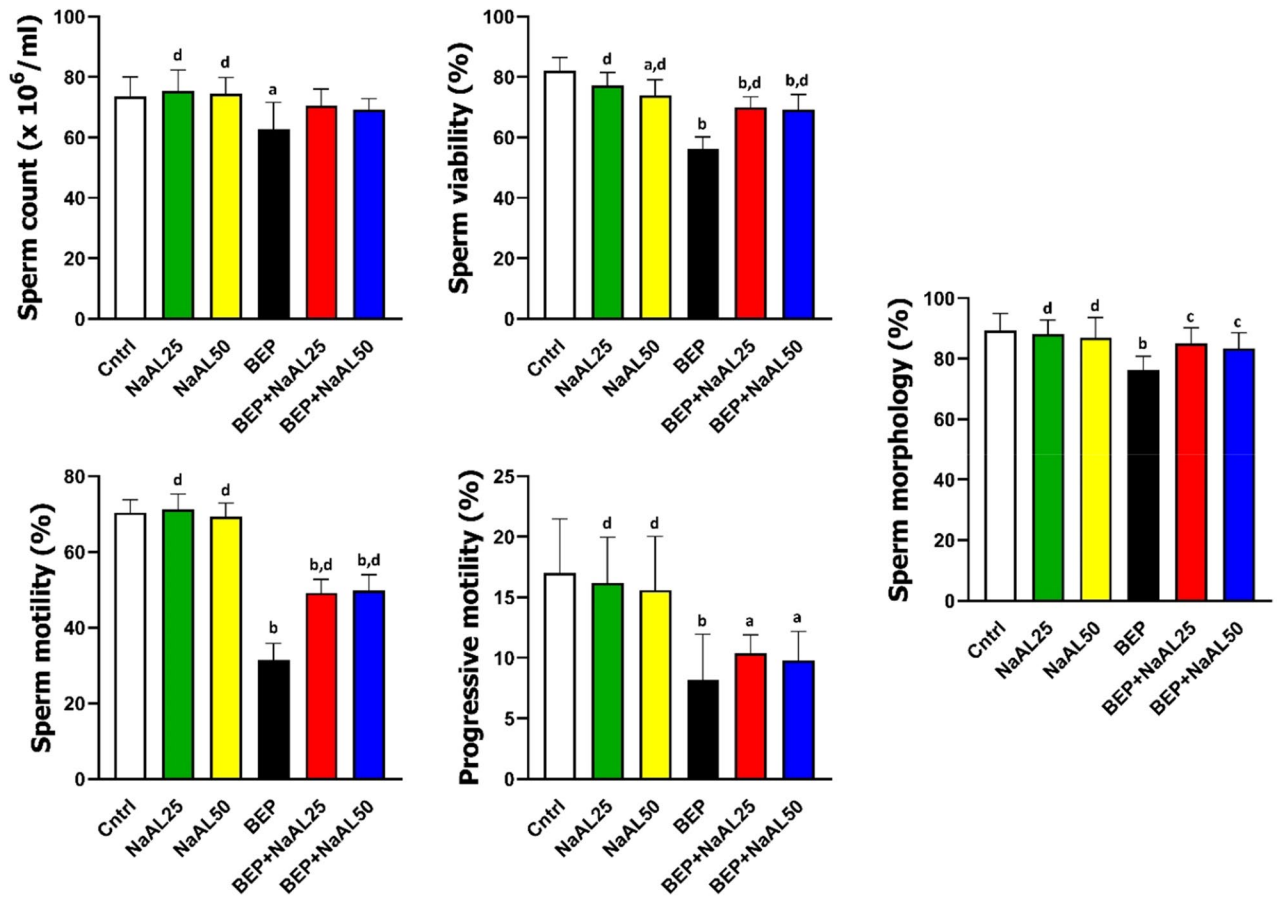 Sperm count (x 10⁶/ml)
100
80
60
40
20
0
d
d
a
Cntrl
NaAL25
NaAL50
BEP
BEP+NaAL25
BEP+NaAL50
Sperm viability (%)
100
80
60
40
20
0
d
a,d
b
b,d
b,d
Cntrl
NaAL25
NaAL50
BEP
BEP+NaAL25
BEP+NaAL50
Sperm morphology (%)
100
80
60
40
20
0
d
d
b
c
c
Cntrl
NaAL25
NaAL50
BEP
BEP+NaAL25
BEP+NaAL50
Sperm motility (%)
80
60
40
20
0
d
d
b
b,d
b,d
Cntrl
NaAL25
NaAL50
BEP
BEP+NaAL25
BEP+NaAL50
Progressive motility (%)
25
20
15
10
5
0
d
d
b
a
a
Cntrl
NaAL25
NaAL50
BEP
BEP+NaAL25
BEP+NaAL50